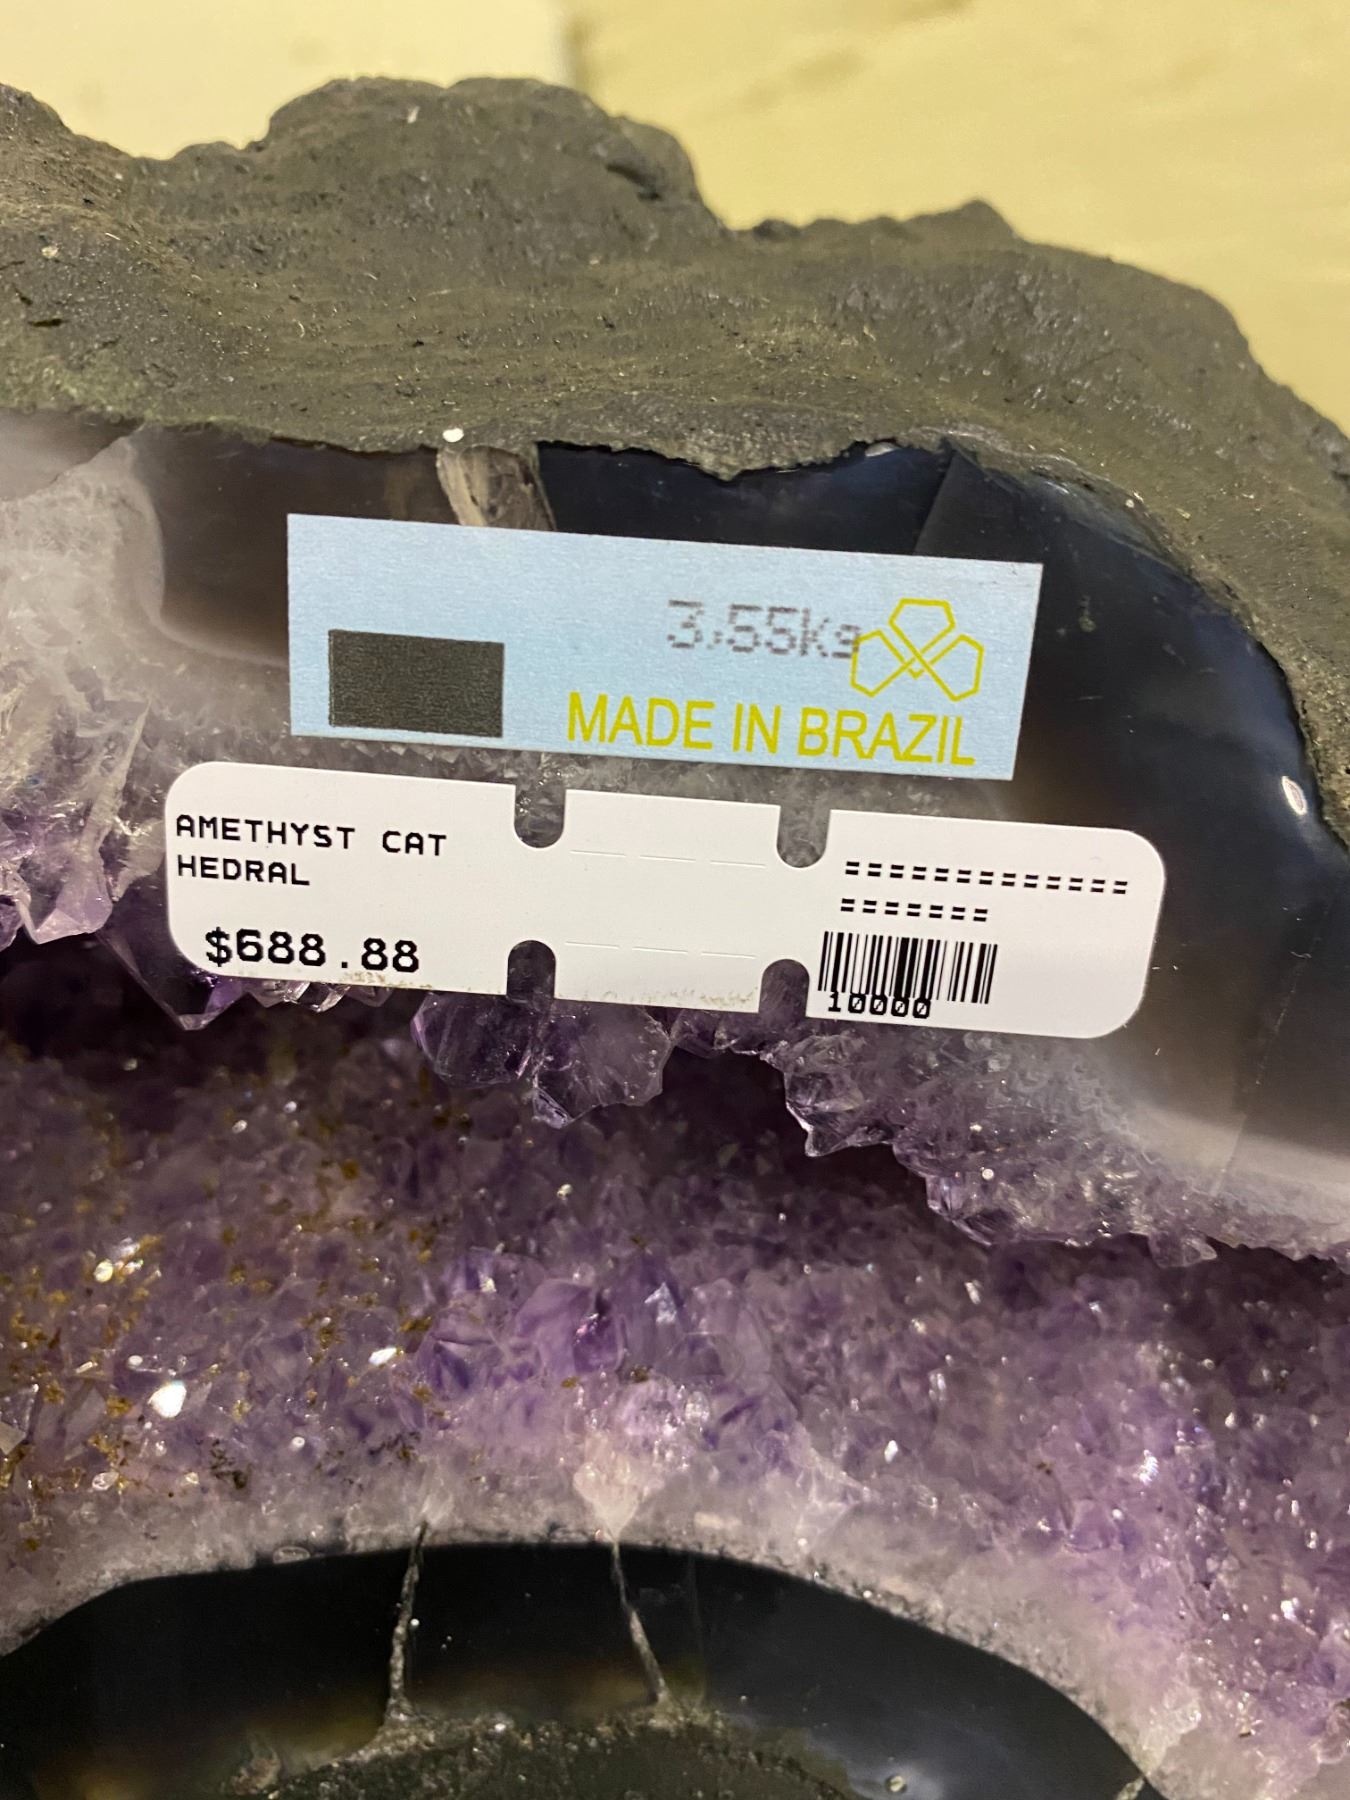 3,55Kg
MADE IN BRAZIL
AMETHYST CAT
HEDRAL
$688.88
=============
=======
10000